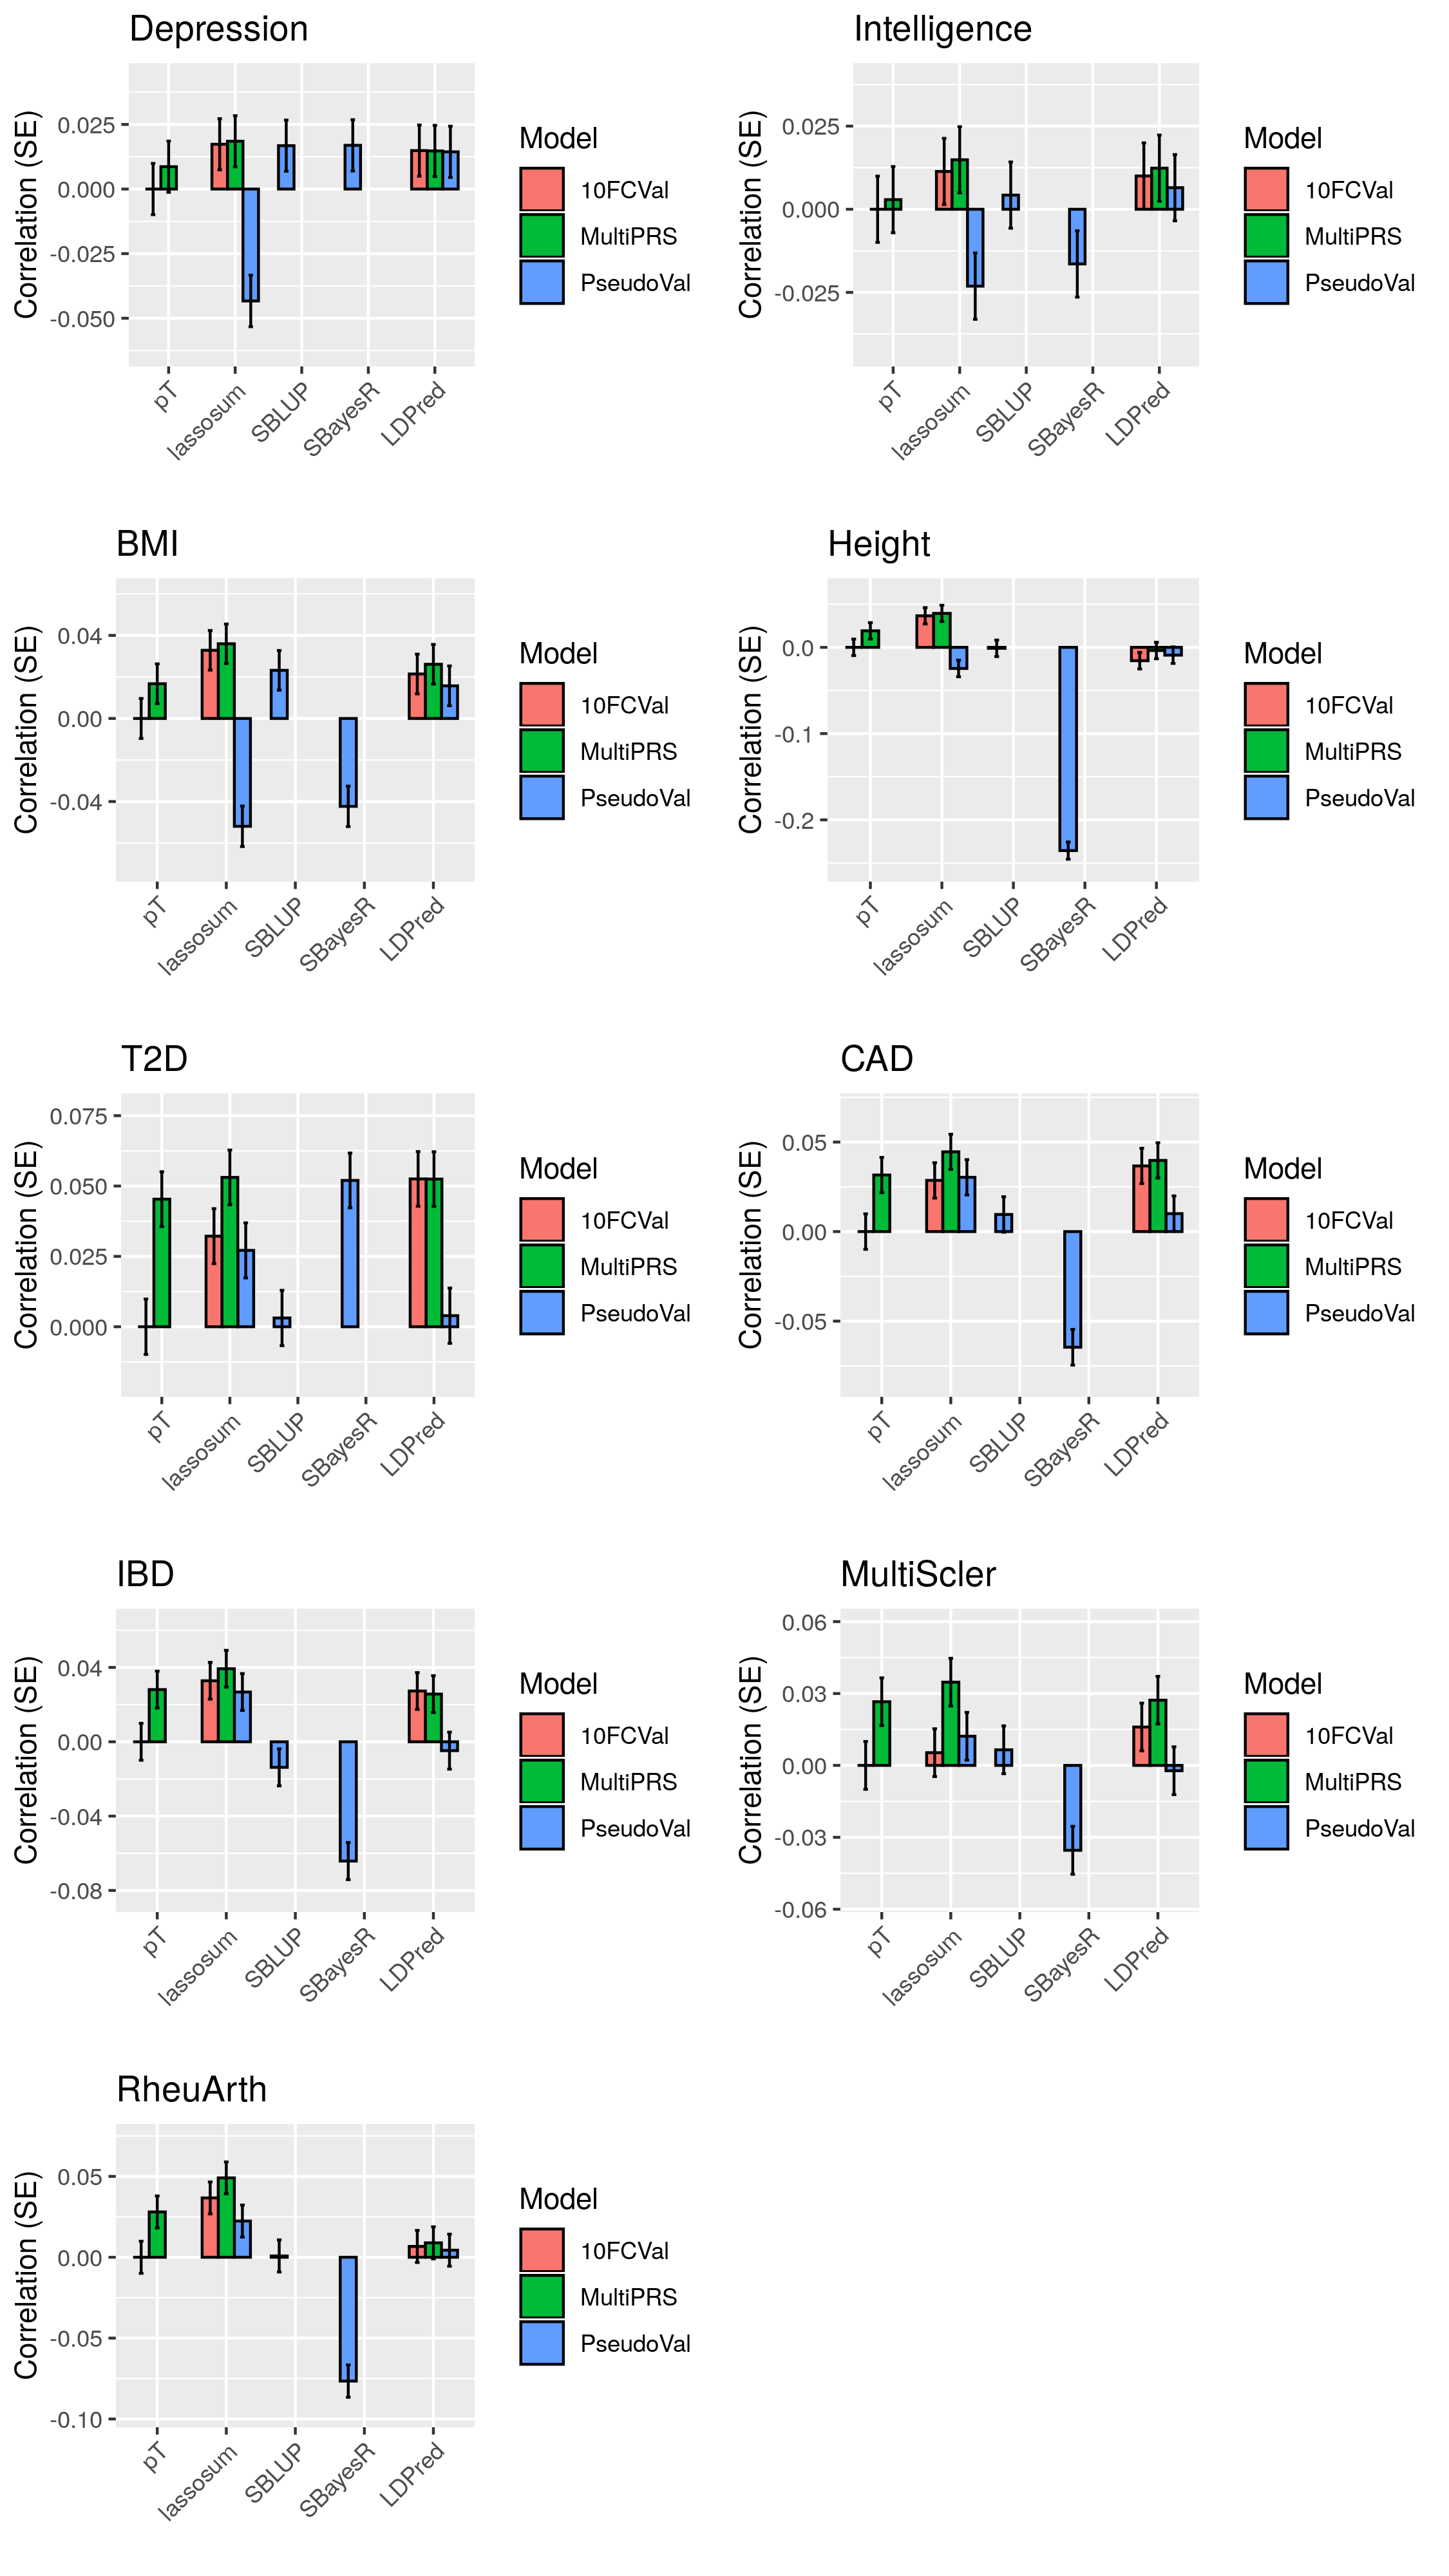 Depression
Correlation (SE)
0.025
0.000
-0.025
-0.050
pT
lassosum
SBLUP
SBayesR
LDPred
Model
10FCVal
MultiPRS
PseudoVal
Intelligence
Correlation (SE)
0.025
0.000
-0.025
pT
lassosum
SBLUP
SBayesR
LDPred
Model
10FCVal
MultiPRS
PseudoVal
BMI
Correlation (SE)
0.04
0.00
-0.04
pT
lassosum
SBLUP
SBayesR
LDPred
Model
10FCVal
MultiPRS
PseudoVal
Height
Correlation (SE)
0.0
-0.1
-0.2
pT
lassosum
SBLUP
SBayesR
LDPred
Model
10FCVal
MultiPRS
PseudoVal
T2D
Correlation (SE)
0.075
0.050
0.025
0.000
pT
lassosum
SBLUP
SBayesR
LDPred
Model
10FCVal
MultiPRS
PseudoVal
CAD
Correlation (SE)
0.05
0.00
-0.05
pT
lassosum
SBLUP
SBayesR
LDPred
Model
10FCVal
MultiPRS
PseudoVal
IBD
Correlation (SE)
0.04
0.00
-0.04
-0.08
pT
lassosum
SBLUP
SBayesR
LDPred
Model
10FCVal
MultiPRS
PseudoVal
MultiScler
Correlation (SE)
0.06
0.03
0.00
-0.03
-0.06
pT
lassosum
SBLUP
SBayesR
LDPred
Model
10FCVal
MultiPRS
PseudoVal
RheuArth
Correlation (SE)
0.05
0.00
-0.05
-0.10
pT
lassosum
SBLUP
SBayesR
LDPred
Model
10FCVal
MultiPRS
PseudoVal